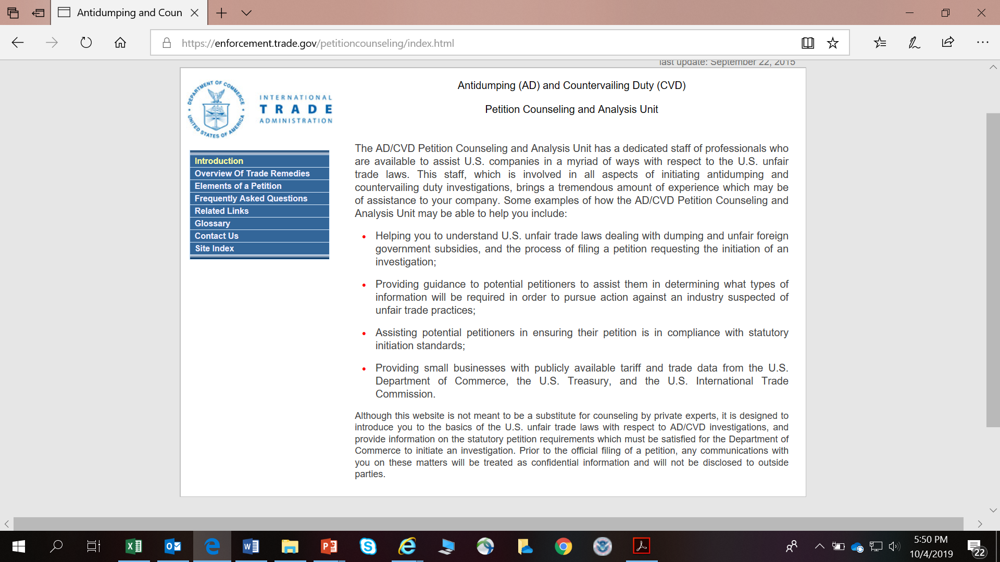 Antidumping and Coun
https://enforcement.trade.gov/petitioncounseling/index.html
last update: September 22, 2015
DEPARTMENT OF COMMERCE
UNITED STATES OF AMERICA
INTERNATIONAL
TRADE
ADMINISTRATION
Antidumping (AD) and Countervailing Duty (CVD)
Petition Counseling and Analysis Unit
Introduction
Overview Of Trade Remedies
Elements of a Petition
Frequently Asked Questions
Related Links
Glossary
Contact Us
Site Index
The AD/CVD Petition Counseling and Analysis Unit has a dedicated staff of professionals who
are available to assist U.S. companies in a myriad of ways with respect to the U.S. unfair
trade laws. This staff, which is involved in all aspects of initiating antidumping and
countervailing duty investigations, brings a tremendous amount of experience which may be
of assistance to your company. Some examples of how the AD/CVD Petition Counseling and
Analysis Unit may be able to help you include:
• Helping you to understand U.S. unfair trade laws dealing with dumping and unfair foreign
government subsidies, and the process of filing a petition requesting the initiation of an
investigation;
• Providing guidance to potential petitioners to assist them in determining what types of
information will be required in order to pursue action against an industry suspected of
unfair trade practices;
• Assisting potential petitioners in ensuring their petition is in compliance with statutory
initiation standards;
• Providing small businesses with publicly available tariff and trade data from the U.S.
Department of Commerce, the U.S. Treasury, and the U.S. International Trade
Commission.
Although this website is not meant to be a substitute for counseling by private experts, it is designed to
introduce you to the basics of the U.S. unfair trade laws with respect to AD/CVD investigations, and
provide information on the statutory petition requirements which must be satisfied for the Department of
Commerce to initiate an investigation. Prior to the official filing of a petition, any communications with
you on these matters will be treated as confidential information and will not be disclosed to outside
parties.
5:50 PM
10/4/2019
22